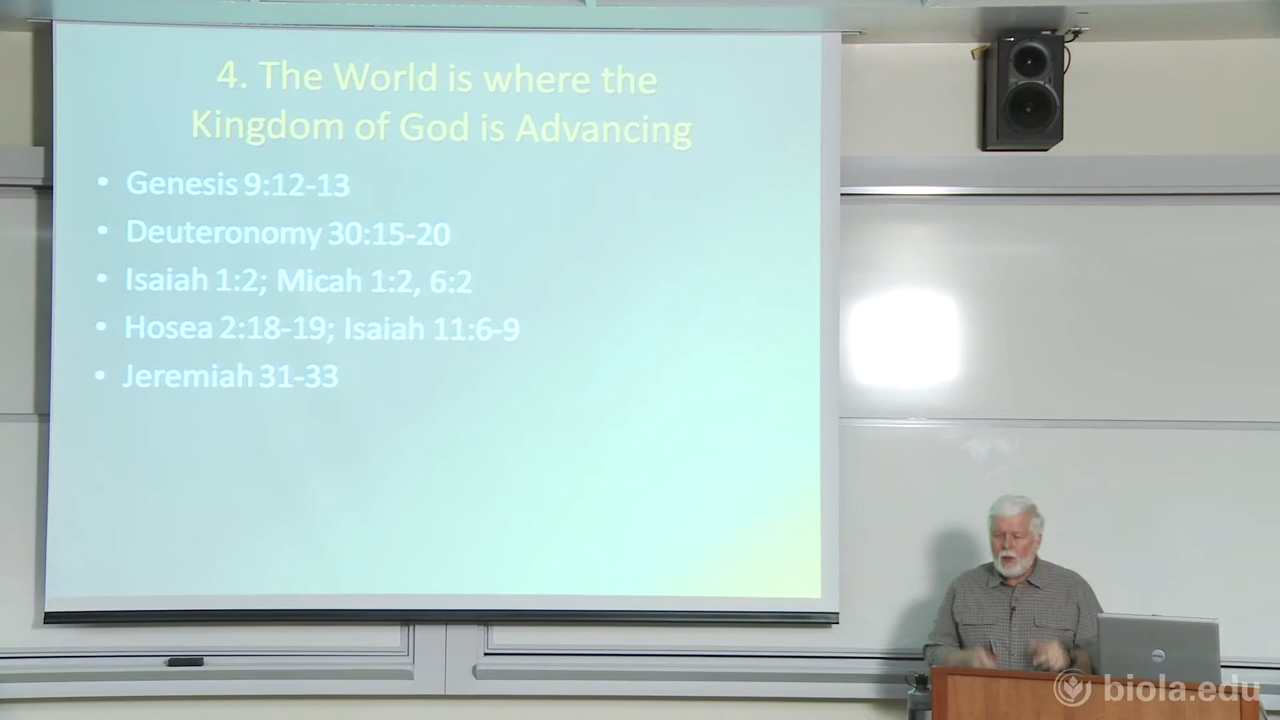 4. The World is where the
Kingdom of God is Advancing
• Genesis 9:12-13
• Deuteronomy 30:15-20
• Isaiah 1:2; Micah 1:2, 6:2
• Hosea 2:18-19; Isaiah 11:6-9
• Jeremiah 31-33
DELL
biola.edu